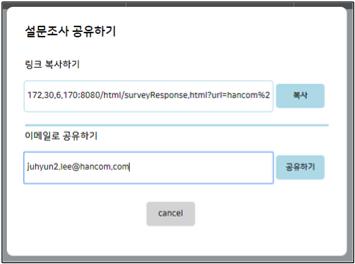 설문조사 공유하기
링크 복사하기
172,30,6,170:8080/html/surveyResponse,html?url=hancom%2
복사
이메일로 공유하기
juhyun2,lee@hancom,com
공유하기
cancel